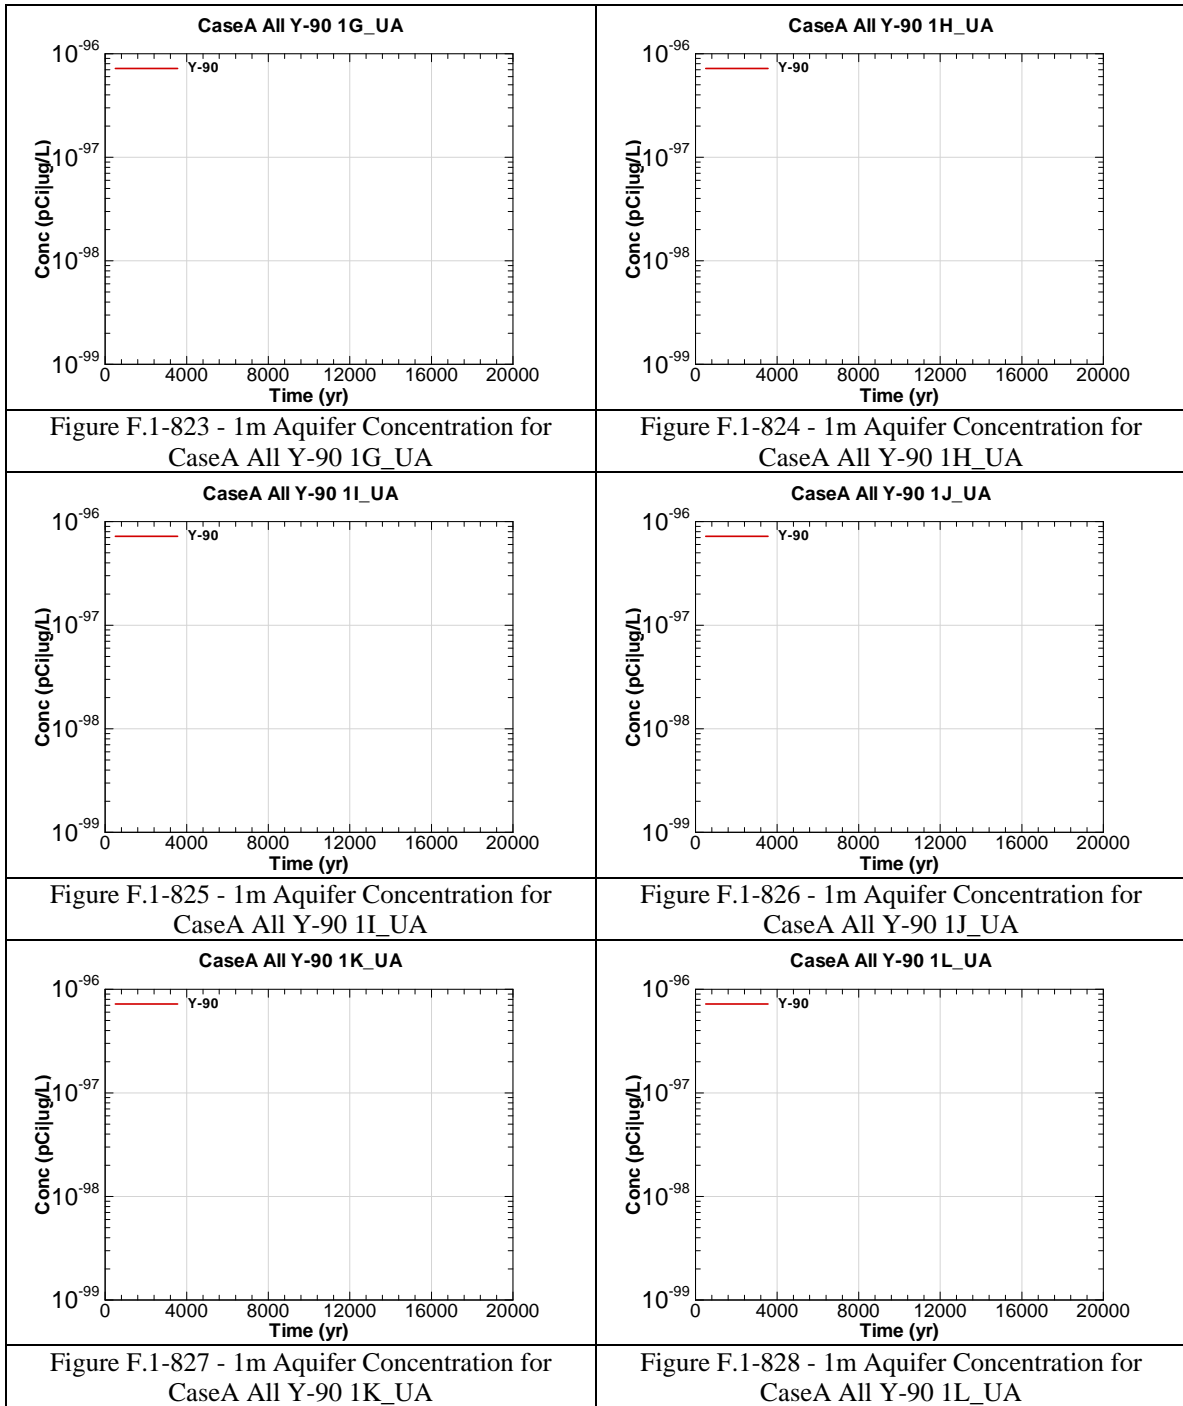 CaseA All Y-90 1G_UA
10-96
Y-90
10-97
10-98
10-99
Conc (pCi|ug/L)
0 4000 8000 12000 16000 20000
Time (yr)
Figure F.1-823 - 1m Aquifer Concentration for
CaseA All Y-90 1G_UA
CaseA All Y-90 1H_UA
10-96
Y-90
10-97
10-98
10-99
Conc (pCi|ug/L)
0 4000 8000 12000 16000 20000
Time (yr)
Figure F.1-824 - 1m Aquifer Concentration for
CaseA All Y-90 1H_UA
CaseA All Y-90 1I_UA
10-96
Y-90
10-97
10-98
10-99
Conc (pCi|ug/L)
0 4000 8000 12000 16000 20000
Time (yr)
Figure F.1-825 - 1m Aquifer Concentration for
CaseA All Y-90 1I_UA
CaseA All Y-90 1J_UA
10-96
Y-90
10-97
10-98
10-99
Conc (pCi|ug/L)
0 4000 8000 12000 16000 20000
Time (yr)
Figure F.1-826 - 1m Aquifer Concentration for
CaseA All Y-90 1J_UA
CaseA All Y-90 1K_UA
10-96
Y-90
10-97
10-98
10-99
Conc (pCi|ug/L)
0 4000 8000 12000 16000 20000
Time (yr)
Figure F.1-827 - 1m Aquifer Concentration for
CaseA All Y-90 1K_UA
CaseA All Y-90 1L_UA
10-96
Y-90
10-97
10-98
10-99
Conc (pCi|ug/L)
0 4000 8000 12000 16000 20000
Time (yr)
Figure F.1-828 - 1m Aquifer Concentration for
CaseA All Y-90 1L_UA